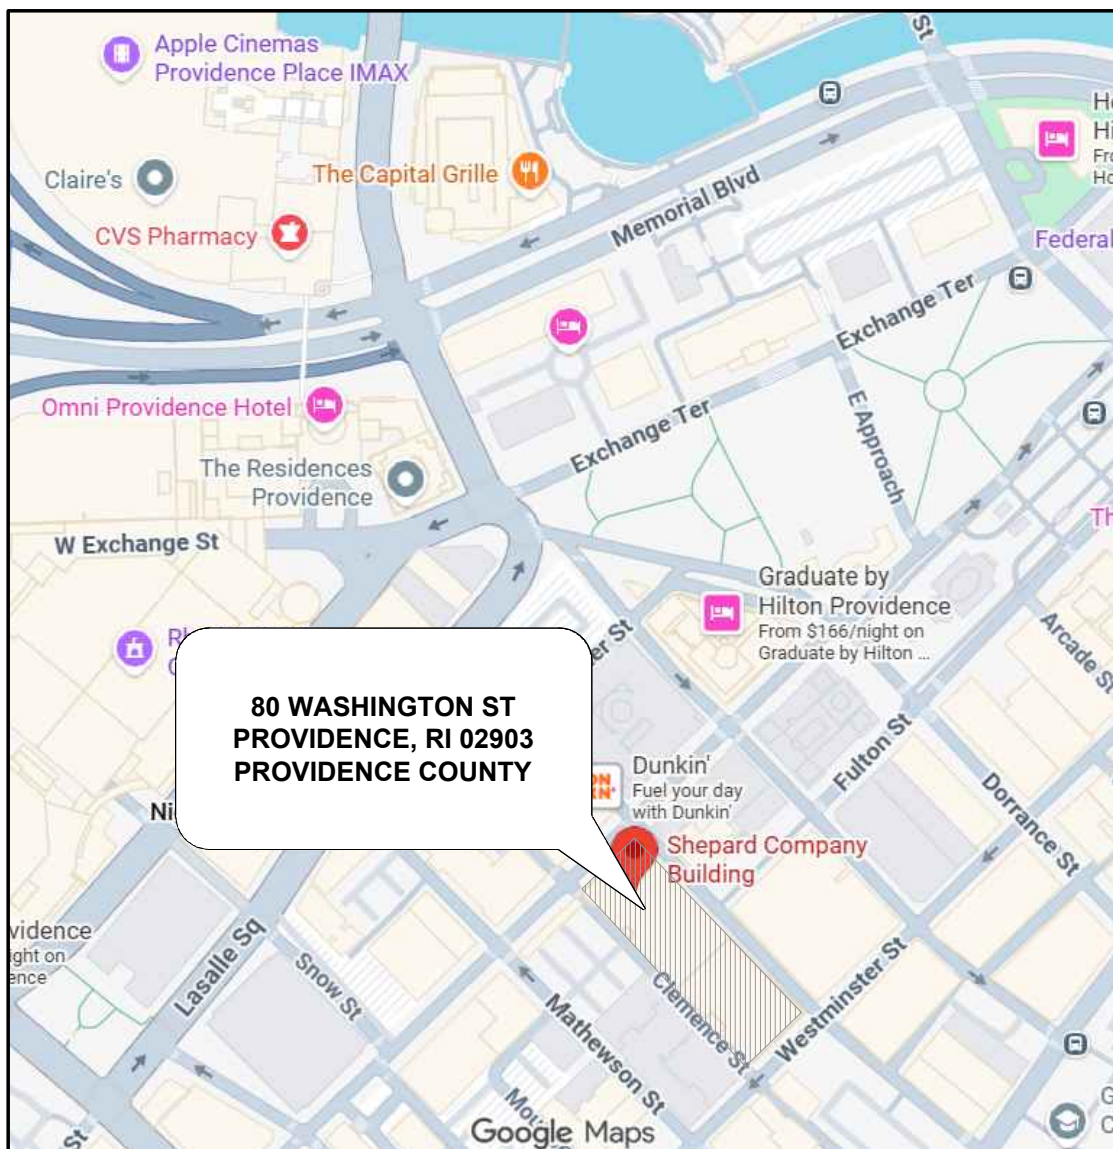 St
Apple Cinemas
Providence Place IMAX
Claire's
The Capital Grille
CVS Pharmacy
Memorial Blvd
Federal
Exchange Ter
Omni Providence Hotel
Exchange Ter
E Approach
The Residences
Providence
W Exchange St
Graduate by
Hilton Providence
From $166/night on
Graduate by Hilton ...
Arcade St
80 WASHINGTON ST
PROVIDENCE, RI 02903
PROVIDENCE COUNTY
Fulton St
Dunkin'
Fuel your day
with Dunkin'
Dorrance St
Shepard Company
Building
Lasalle Sq
Snow St
Mathewson St
Clemence St
Westminster St
St
Google Maps